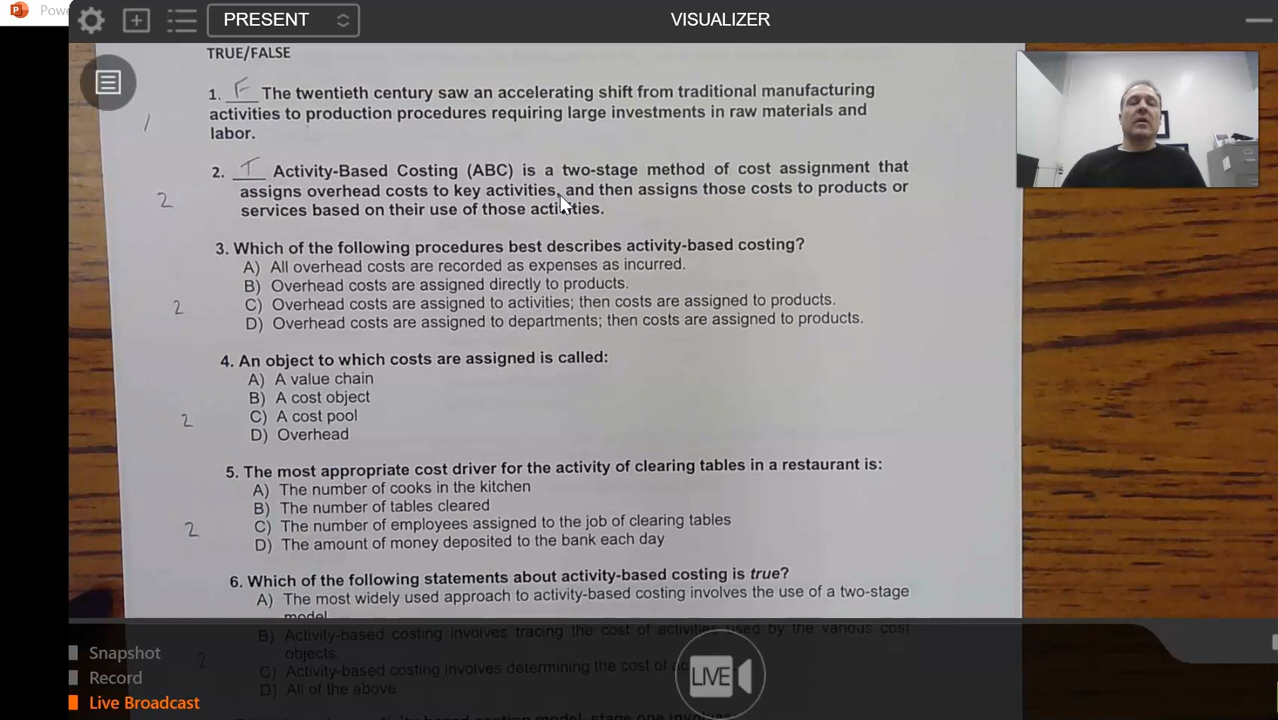 Powe
PRESENT
VISUALIZER
TRUE/FALSE
1. F The twentieth century saw an accelerating shift from traditional manufacturing
activities to production procedures requiring large investments in raw materials and
labor.
1
2. T Activity-Based Costing (ABC) is a two-stage method of cost assignment that
assigns overhead costs to key activities, and then assigns those costs to products or
services based on their use of those activities.
2
3. Which of the following procedures best describes activity-based costing?
A) All overhead costs are recorded as expenses as incurred.
B) Overhead costs are assigned directly to products.
C) Overhead costs are assigned to activities; then costs are assigned to products.
D) Overhead costs are assigned to departments; then costs are assigned to products.
2
4. An object to which costs are assigned is called:
A) A value chain
B) A cost object
C) A cost pool
D) Overhead
2
5. The most appropriate cost driver for the activity of clearing tables in a restaurant is:
A) The number of cooks in the kitchen
B) The number of tables cleared
C) The number of employees assigned to the job of clearing tables
D) The amount of money deposited to the bank each day
2
6. Which of the following statements about activity-based costing is true?
A) The most widely used approach to activity-based costing involves the use of a two-stage
model
B) Activity-based costing involves tracing the cost of activities used by the various cost
objects.
C) Activity-based costing involves determining the cost of
D) All of the above
2
Snapshot
Record
Live Broadcast
LIVE